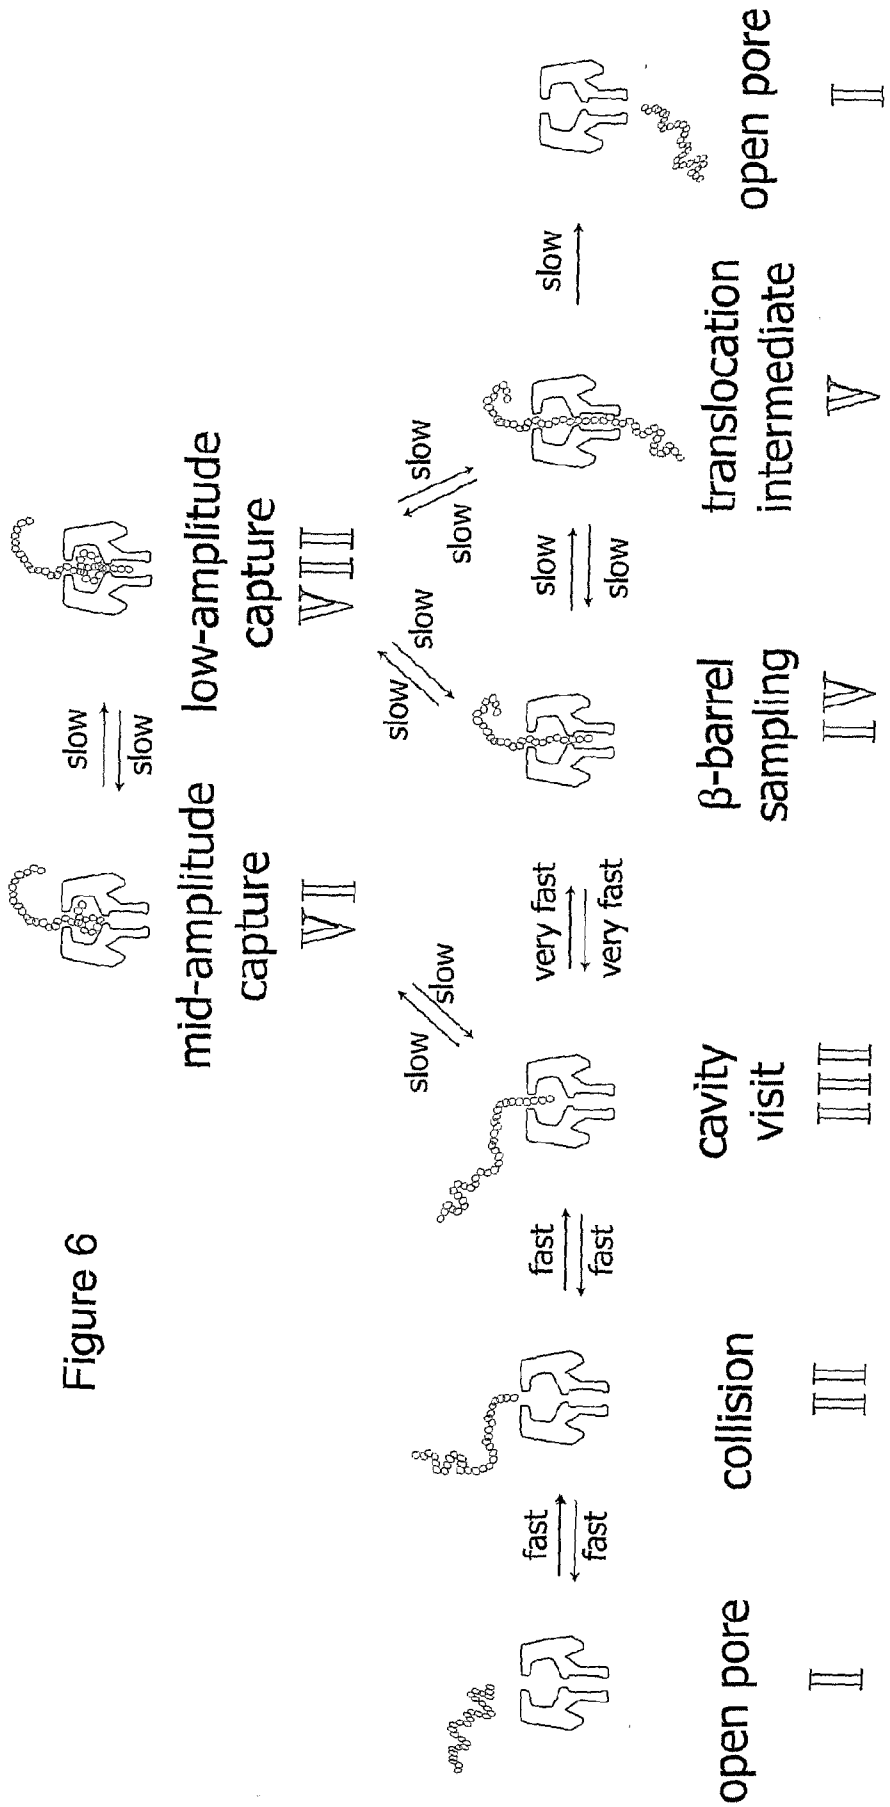 Figure 6
slow
slow
mid-amplitude
capture
VI
low-amplitude
capture
VII
slow
slow
slow
slow
slow
slow
fast
fast
fast
fast
very fast
very fast
slow
slow
slow
open pore
I
collision
II
cavity
visit
III
β-barrel
sampling
IV
translocation
intermediate
V
open pore
I